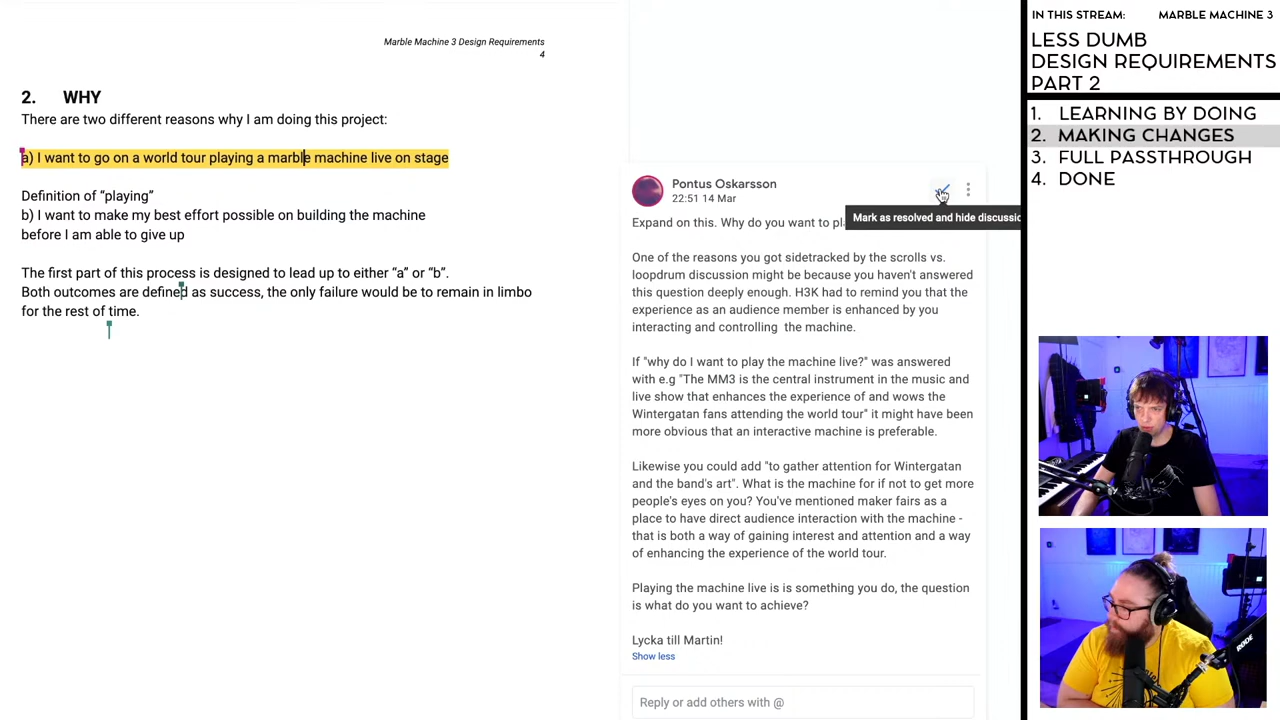 Marble Machine 3 Design Requirements
4
2. WHY
There are two different reasons why I am doing this project:
a) I want to go on a world tour playing a marble machine live on stage
Definition of “playing”
b) I want to make my best effort possible on building the machine
before I am able to give up
The first part of this process is designed to lead up to either “a” or “b”.
Both outcomes are defined as success, the only failure would be to remain in limbo
for the rest of time.
Pontus Oskarsson
22:51 14 Mar
Mark as resolved and hide discussio
Expand on this. Why do you want to pl
One of the reasons you got sidetracked by the scrolls vs.
loopdrum discussion might be because you haven't answered
this question deeply enough. H3K had to remind you that the
experience as an audience member is enhanced by you
interacting and controlling the machine.
If "why do I want to play the machine live?" was answered
with e.g "The MM3 is the central instrument in the music and
live show that enhances the experience of and wows the
Wintergatan fans attending the world tour" it might have been
more obvious that an interactive machine is preferable.
Likewise you could add "to gather attention for Wintergatan
and the band's art". What is the machine for if not to get more
people's eyes on you? You've mentioned maker fairs as a
place to have direct audience interaction with the machine -
that is both a way of gaining interest and attention and a way
of enhancing the experience of the world tour.
Playing the machine live is is something you do, the question
is what do you want to achieve?
Lycka till Martin!
Show less
Reply or add others with @
IN THIS STREAM: MARBLE MACHINE 3
LESS DUMB
DESIGN REQUIREMENTS
PART 2
1. LEARNING BY DOING
2. MAKING CHANGES
3. FULL PASSTHROUGH
4. DONE
RODE